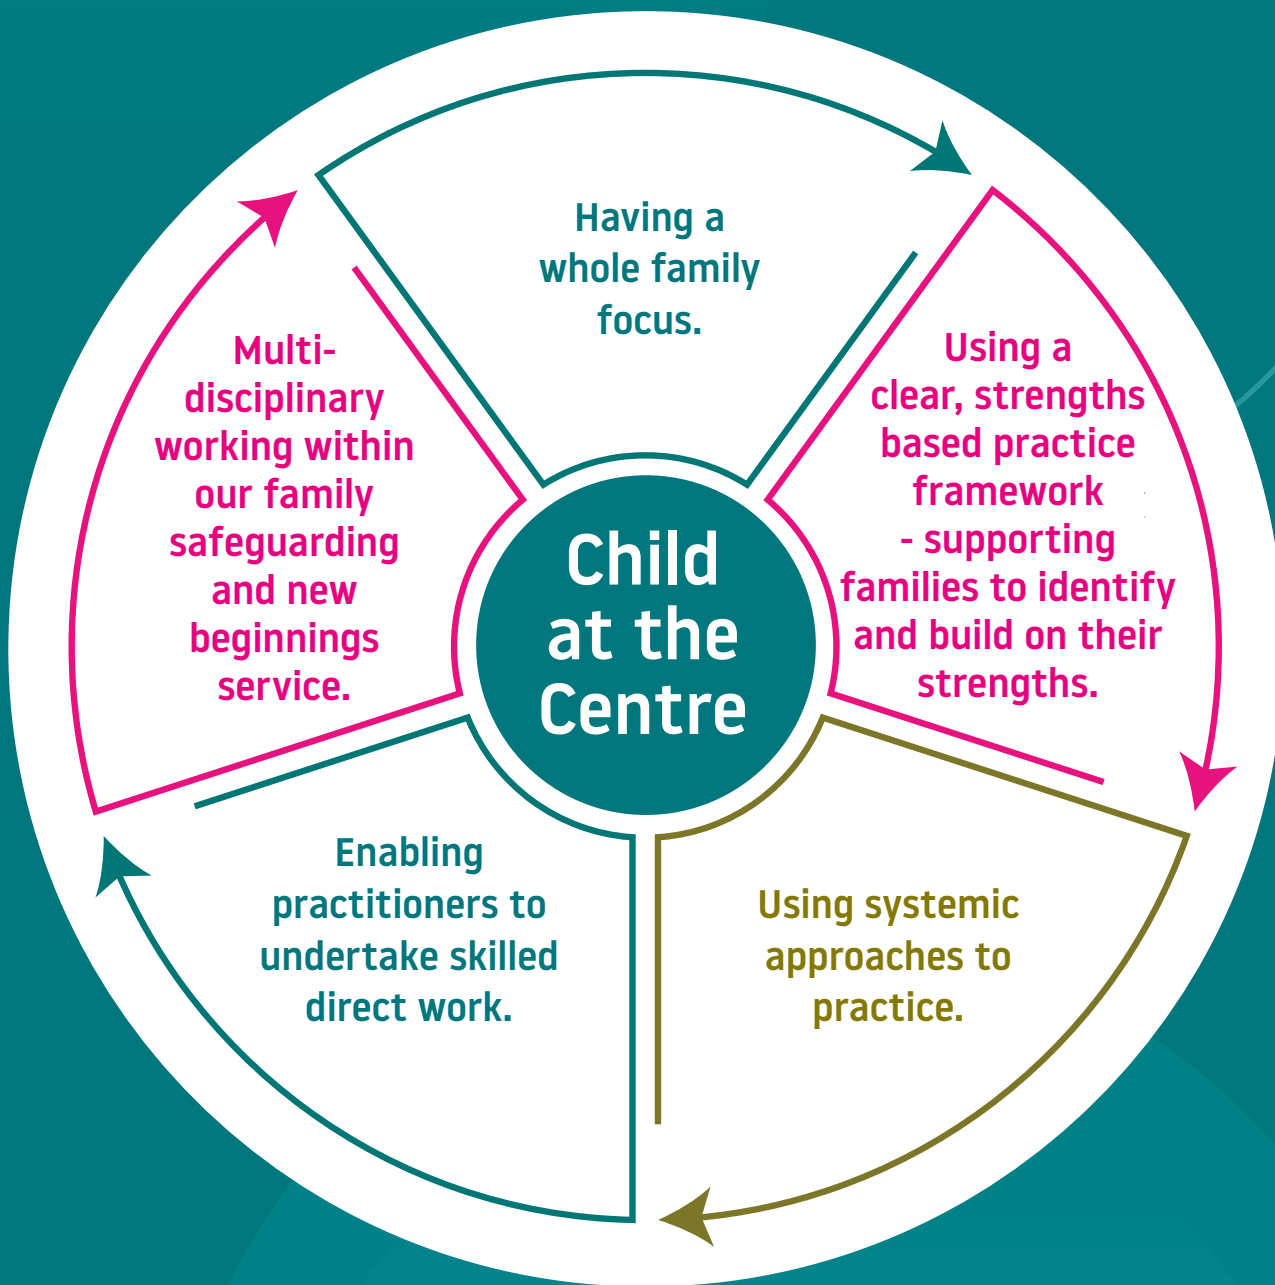 Having a
whole family
focus.
Using a
clear, strengths
based practice
framework
- supporting
families to identify
and build on their
strengths.
Using systemic
approaches to
practice.
Enabling
practitioners to
undertake skilled
direct work.
Multi-
disciplinary
working within
our family
safeguarding
and new
beginnings
service.
Child
at the
Centre